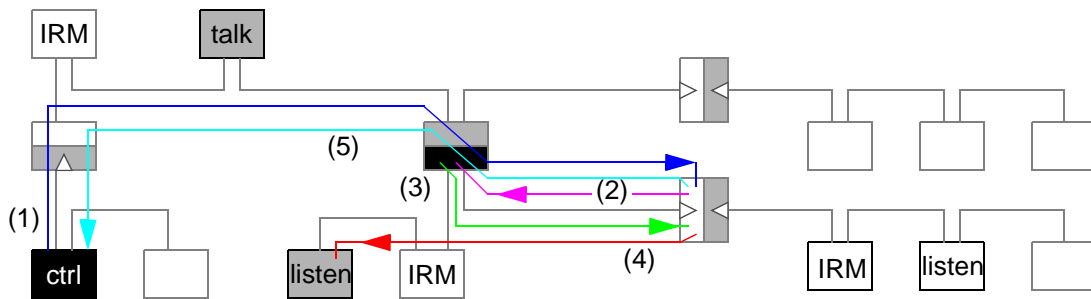 IRM
talk
(5)
(3)
(2)
(1)
(4)
ctrl
listen
IRM
IRM
listen